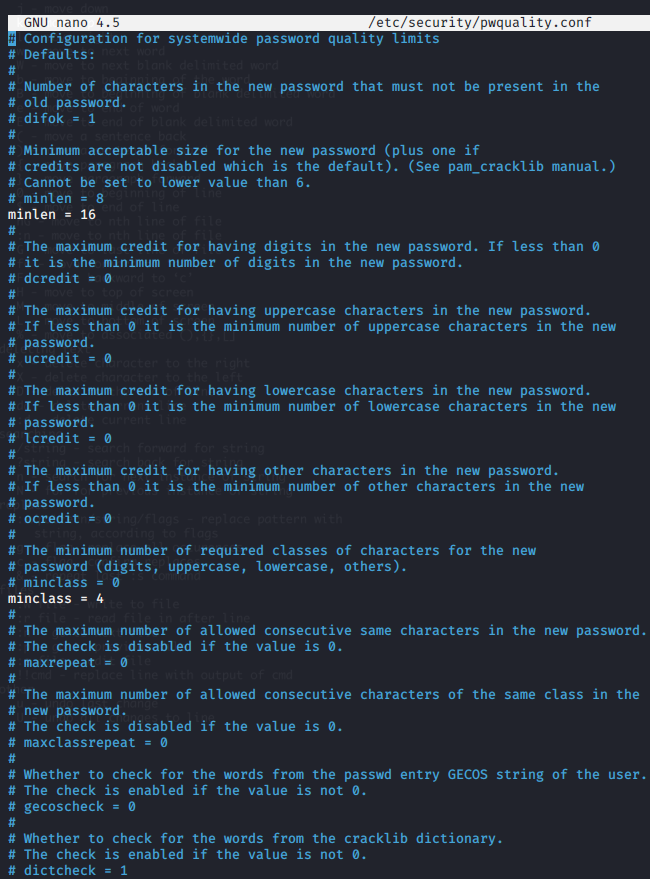 GNU nano 4.5 /etc/security/pwquality.conf
# Configuration for systemwide password quality limits
# Defaults:
#
# Number of characters in the new password that must not be present in the
# old password.
# difok = 1
#
# Minimum acceptable size for the new password (plus one if
# credits are not disabled which is the default). (See pam_cracklib manual.)
# Cannot be set to lower value than 6.
# minlen = 8
minlen = 16
#
# The maximum credit for having digits in the new password. If less than 0
# it is the minimum number of digits in the new password.
# dcredit = 0
#
# The maximum credit for having uppercase characters in the new password.
# If less than 0 it is the minimum number of uppercase characters in the new
# password.
# ucredit = 0
#
# The maximum credit for having lowercase characters in the new password.
# If less than 0 it is the minimum number of lowercase characters in the new
# password.
# lcredit = 0
#
# The maximum credit for having other characters in the new password.
# If less than 0 it is the minimum number of other characters in the new
# password.
# ocredit = 0
#
# The minimum number of required classes of characters for the new
# password (digits, uppercase, lowercase, others).
# minclass = 0
minclass = 4
#
# The maximum number of allowed consecutive same characters in the new password.
# The check is disabled if the value is 0.
# maxrepeat = 0
#
# The maximum number of allowed consecutive characters of the same class in the
# new password.
# The check is disabled if the value is 0.
# maxclassrepeat = 0
#
# Whether to check for the words from the passwd entry GECOS string of the user.
# The check is enabled if the value is not 0.
# gecoscheck = 0
#
# Whether to check for the words from the cracklib dictionary.
# The check is enabled if the value is not 0.
# dictcheck = 1